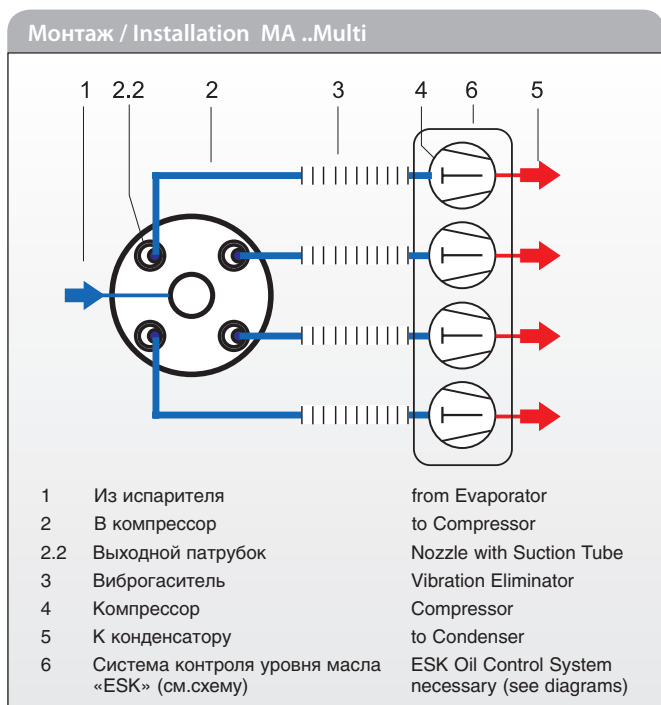 Монтаж / Installation MA ..Multi
1 2.2 2 3 4 6 5
1 Из испарителя from Evaporator
2 В компрессор to Compressor
2.2 Выходной патрубок Nozzle with Suction Tube
3 Виброгаситель Vibration Eliminator
4 Компрессор Compressor
5 К конденсатору to Condenser
6 Система контроля уровня масла ESK Oil Control System
«ESK» (см.схему) necessary (see diagrams)